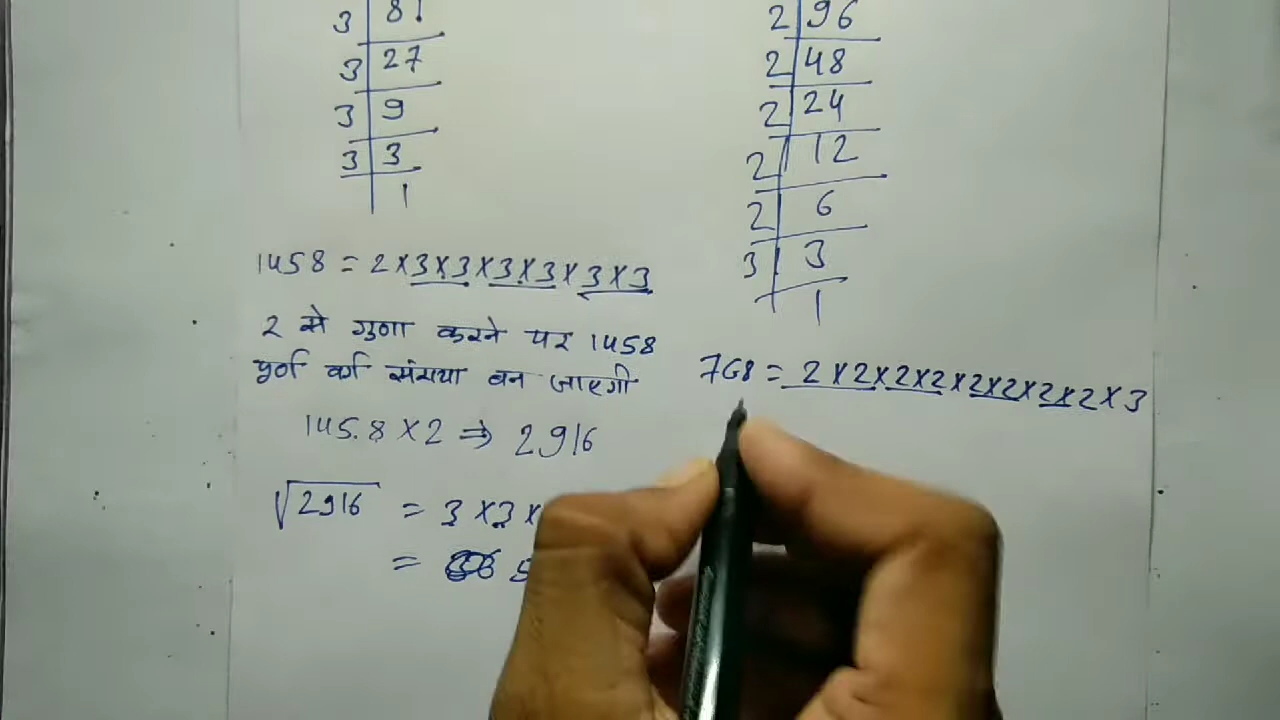 3 | 81
3 | 27
3 | 9
3 | 3
1
1458 = 2 × 3 × 3 × 3 × 3 × 3 × 3
2 से गुणा करने पर 1458
पूर्ण वर्ग संख्या बन जाएगी
145.8 × 2 ⇒ 2916
√2916 = 3 × 3 ×
=
2 | 96
2 | 48
2 | 24
2 | 12
2 | 6
3 | 3
1
768 = 2 × 2 × 2 × 2 × 2 × 2 × 2 × 2 × 3